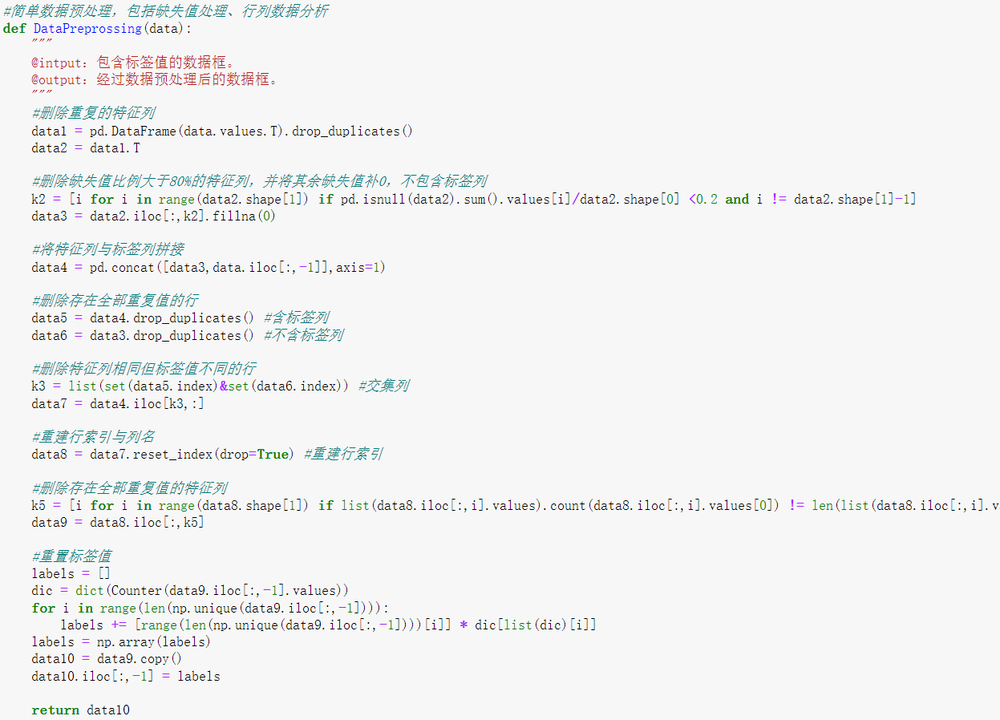 #简单数据预处理，包括缺失值处理、行列数据分析
def DataPreprossing(data):
    """
    @intput：包含标签值的数据框。
    @output：经过数据预处理后的数据框。
    """
    #删除重复的特征列
    data1 = pd.DataFrame(data.values.T).drop_duplicates()
    data2 = data1.T

    #删除缺失值比例大于80%的特征列，并将其余缺失值补0，不包含标签列
    k2 = [i for i in range(data2.shape[1]) if pd.isnull(data2).sum().values[i]/data2.shape[0] <0.2 and i != data2.shape[1]-1]
    data3 = data2.iloc[:,k2].fillna(0)

    #将特征列与标签列拼接
    data4 = pd.concat([data3,data.iloc[:,-1]],axis=1)

    #删除存在全部重复值的行
    data5 = data4.drop_duplicates() #含标签列
    data6 = data3.drop_duplicates() #不含标签列

    #删除特征列相同但标签值不同的行
    k3 = list(set(data5.index)&set(data6.index)) #交集列
    data7 = data4.iloc[k3,:]

    #重建行索引与列名
    data8 = data7.reset_index(drop=True) #重建行索引

    #删除存在全部重复值的特征列
    k5 = [i for i in range(data8.shape[1]) if list(data8.iloc[:,i].values).count(data8.iloc[:,i].values[0]) != len(list(data8.iloc[:,i].v
    data9 = data8.iloc[:,k5]

    #重置标签值
    labels = []
    dic = dict(Counter(data9.iloc[:,-1].values))
    for i in range(len(np.unique(data9.iloc[:,-1]))):
        labels += [range(len(np.unique(data9.iloc[:,-1])))[i]] * dic[list(dic)[i]]
    labels = np.array(labels)
    data10 = data9.copy()
    data10.iloc[:,-1] = labels

    return data10